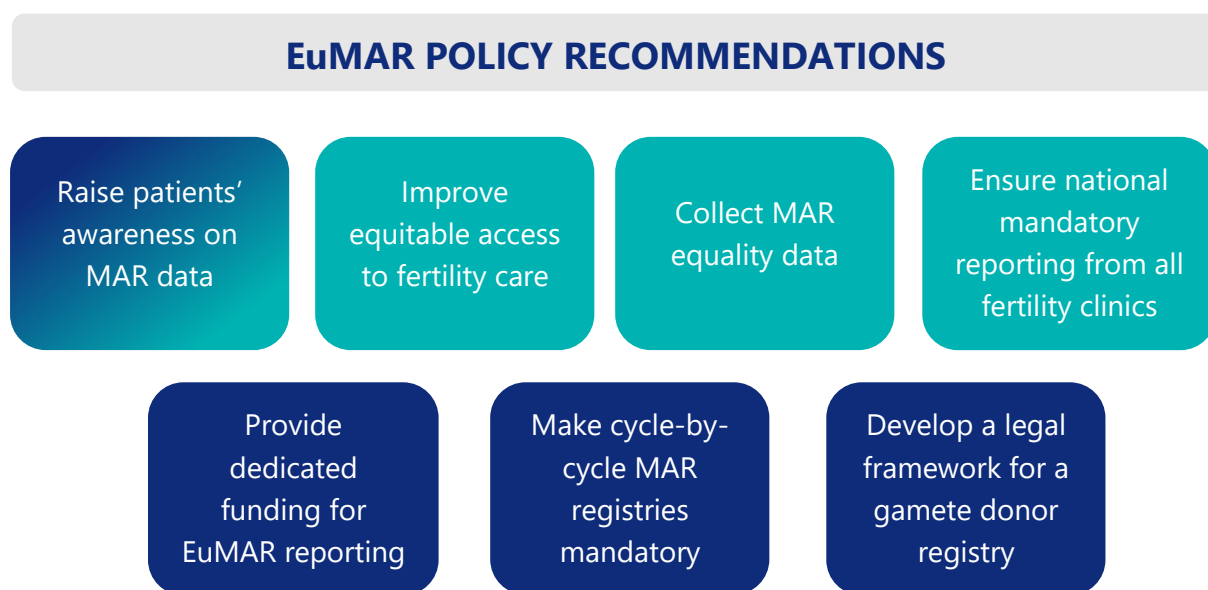 EuMAR POLICY RECOMMENDATIONS
Raise patients’
awareness on
MAR data
Improve
equitable access
to fertility care
Collect MAR
equality data
Ensure national
mandatory
reporting from all
fertility clinics
Provide
dedicated
funding for
EuMAR reporting
Make cycle-by-
cycle MAR
registries
mandatory
Develop a legal
framework for a
gamete donor
registry